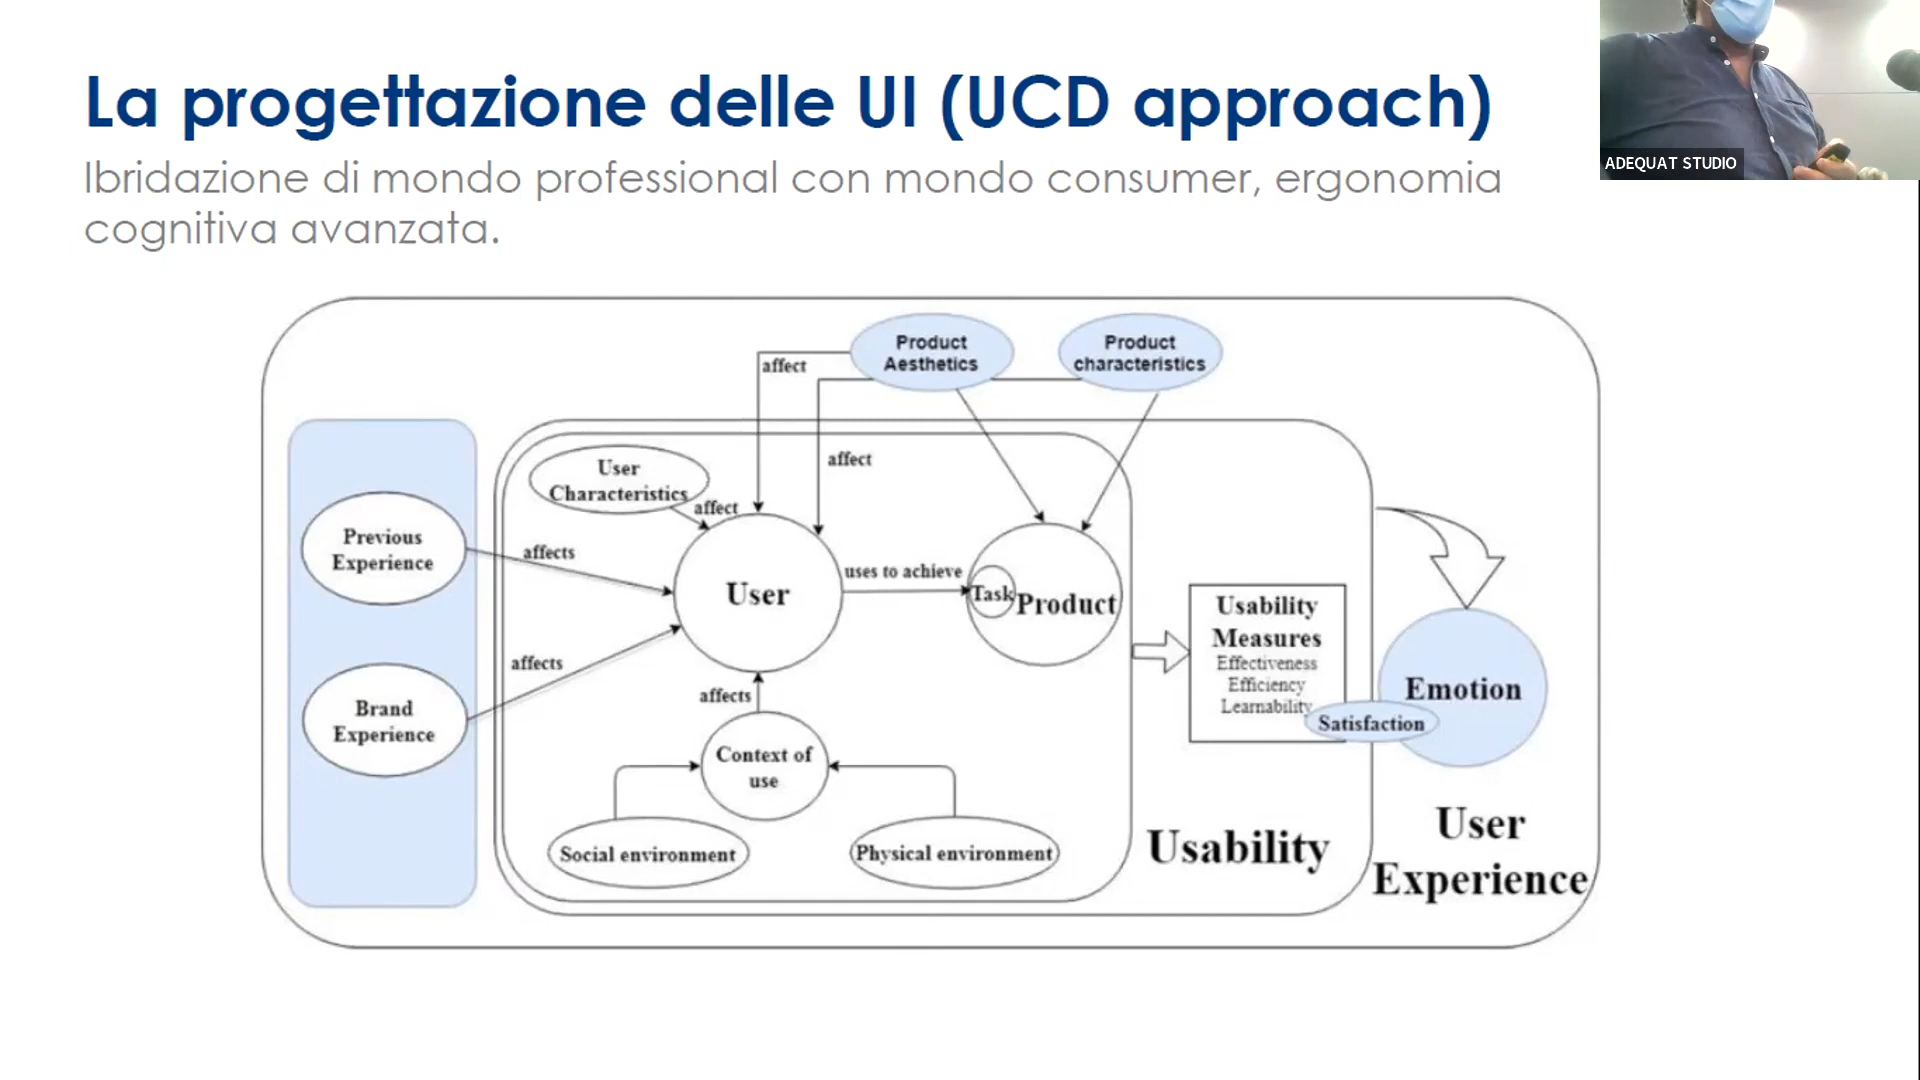 La progettazione delle UI (UCD approach)
Ibridazione di mondo professional con mondo consumer, ergonomia
cognitiva avanzata.
ADEQUAT STUDIO
Product
Aesthetics
Product
characteristics
affect
affect
User
Characteristics
affect
Previous
Experience
affects
User
uses to achieve
Task
Product
Brand
Experience
affects
affects
Context of
use
Social environment
Physical environment
Usability
Measures
Effectiveness
Efficiency
Learnability
Satisfaction
Emotion
Usability
User
Experience